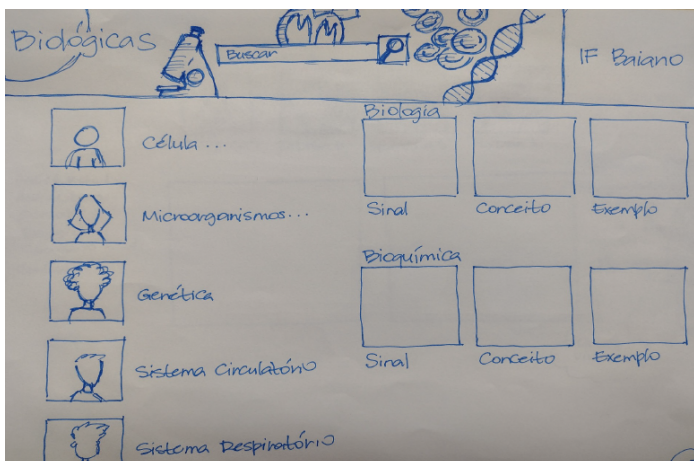 Biológicas
Buscar
IF Baiano
Célula ...
Microorganismos...
Genética
Sistema Circulatório
Sistema Respiratório
Biologia
Sinal Conceito Exemplo
Bioquímica
Sinal Conceito Exemplo